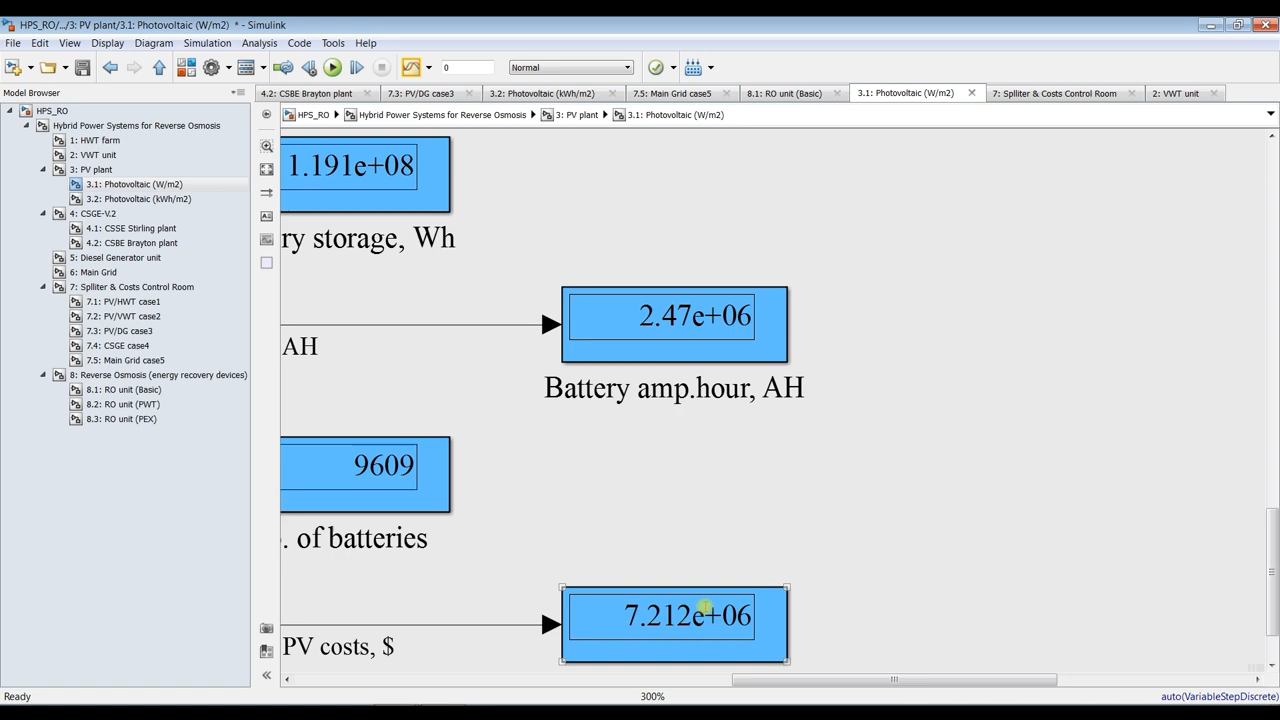 HPS_RO/.../3: PV plant/3.1: Photovoltaic (W/m2) * - Simulink
File Edit View Display Diagram Simulation Analysis Code Tools Help
0 Normal
Model Browser
4.2: CSBE Brayton plant 7.3: PV/DG case3 3.2: Photovoltaic (kWh/m2) 7.5: Main Grid case5 8.1: RO unit (Basic) 3.1: Photovoltaic (W/m2) 7: Spliiter & Costs Control Room 2: VWT unit
HPS_RO Hybrid Power Systems for Reverse Osmosis 3: PV plant 3.1: Photovoltaic (W/m2)
HPS_RO
Hybrid Power Systems for Reverse Osmosis
1: HWT farm
2: VWT unit
3: PV plant
3.1: Photovoltaic (W/m2)
3.2: Photovoltaic (kWh/m2)
4: CSGE-V.2
4.1: CSSE Stirling plant
4.2: CSBE Brayton plant
5: Diesel Generator unit
6: Main Grid
7: Spliiter & Costs Control Room
7.1: PV/HWT case1
7.2: PV/VWT case2
7.3: PV/DG case3
7.4: CSGE case4
7.5: Main Grid case5
8: Reverse Osmosis (energy recovery devices)
8.1: RO unit (Basic)
8.2: RO unit (PWT)
8.3: RO unit (PEX)
1.191e+08
ry storage, Wh
2.47e+06
AH
Battery amp.hour, AH
9609
. of batteries
7.212e+06
PV costs, $
Ready 300% auto(VariableStepDiscrete)